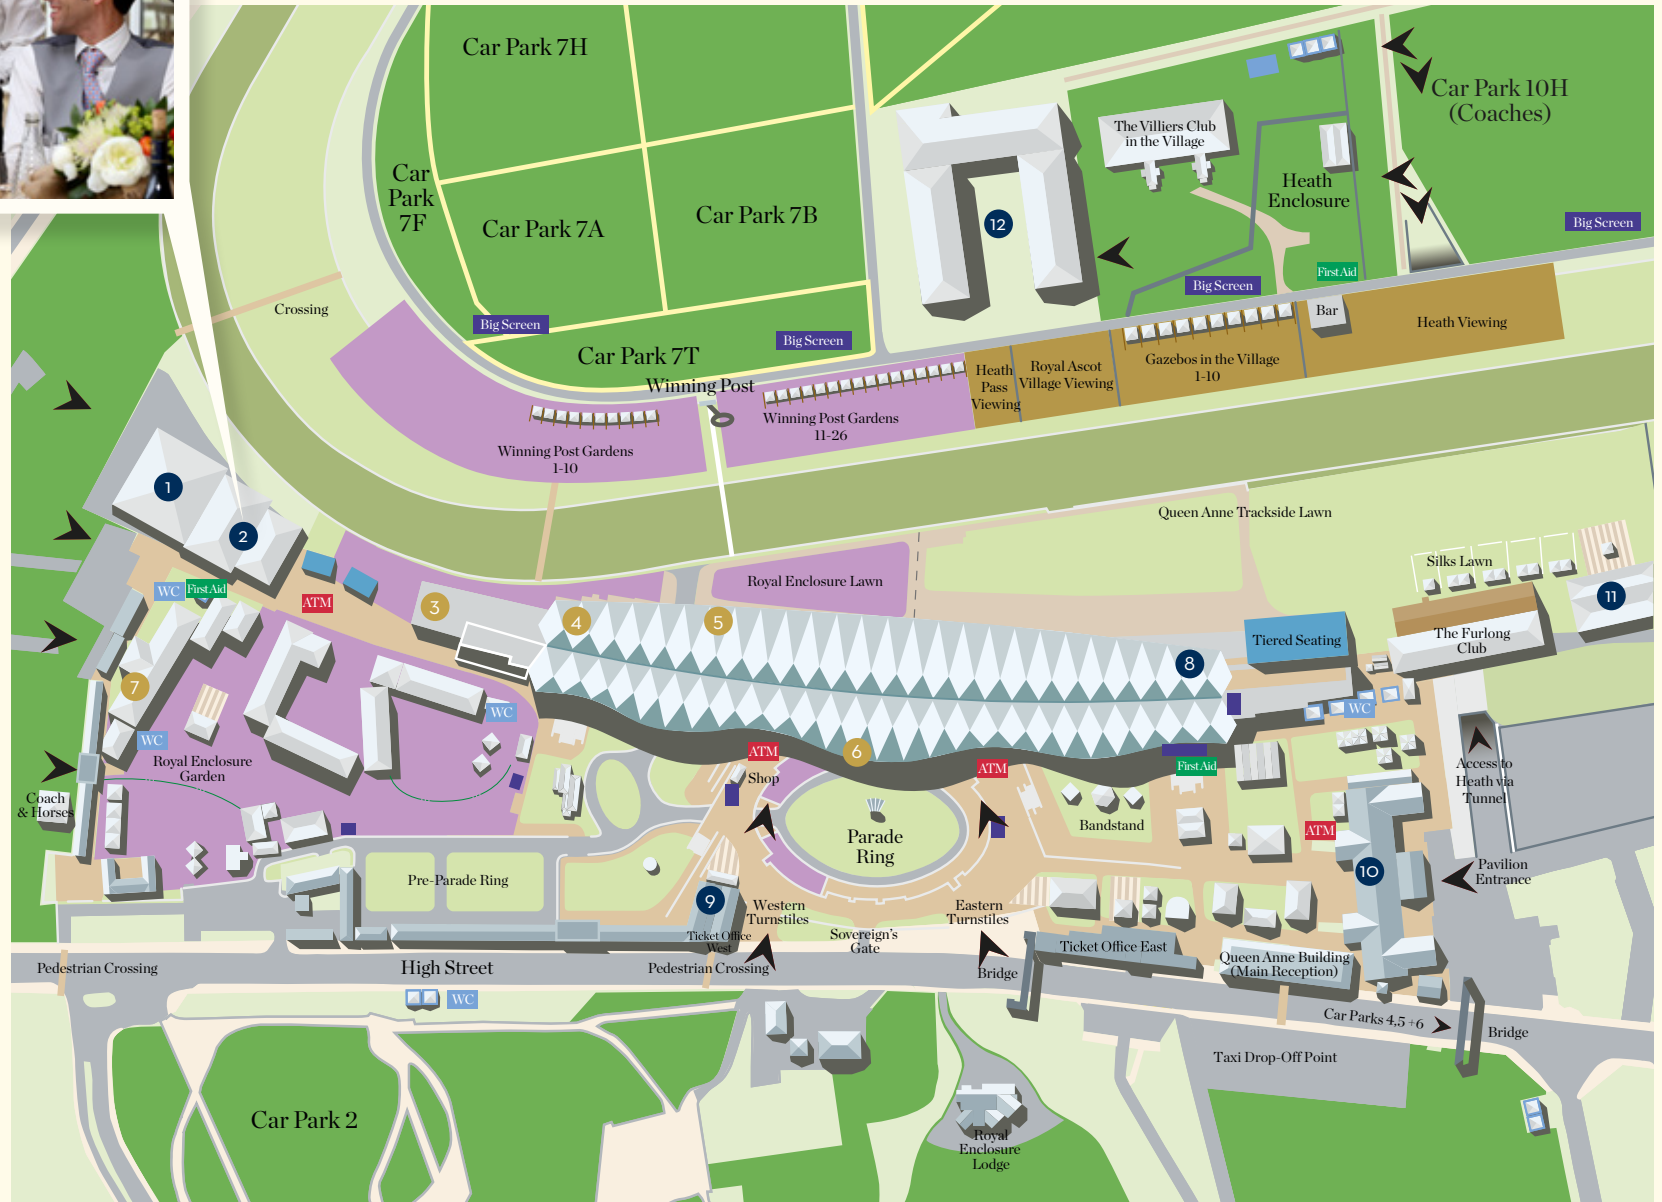 Car Park 7H
Car Park 10H
(Coaches)
The Villiers Club
in the Village
Car
Park
7F
Heath
Enclosure
Car Park 7A
Car Park 7B
12
Big Screen
First Aid
Big Screen
Crossing
Bar
Big Screen
Big Screen
Heath Viewing
Car Park 7T
Winning Post
Heath
Pass
Viewing
Royal Ascot
Village Viewing
Gazebos in the Village
1-10
Winning Post Gardens
11-26
Winning Post Gardens
1-10
1
2
Queen Anne Trackside Lawn
Silks Lawn
WC
First Aid
ATM
Royal Enclosure Lawn
3
4
5
11
Tiered Seating
The Furlong
Club
8
7
WC
WC
WC
6
ATM
ATM
First Aid
Royal Enclosure
Garden
Shop
Access to
Heath via
Tunnel
Coach
& Horses
Bandstand
ATM
Parade
Ring
Pre-Parade Ring
10
Pavilion
Entrance
9
Western
Turnstiles
Eastern
Turnstiles
Ticket Office
West
Sovereign's
Gate
Ticket Office East
Queen Anne Building
(Main Reception)
Pedestrian Crossing
High Street
Pedestrian Crossing
Bridge
WC
Car Parks 4,5 +6
Bridge
Taxi Drop-Off Point
Car Park 2
Royal
Enclosure
Lodge